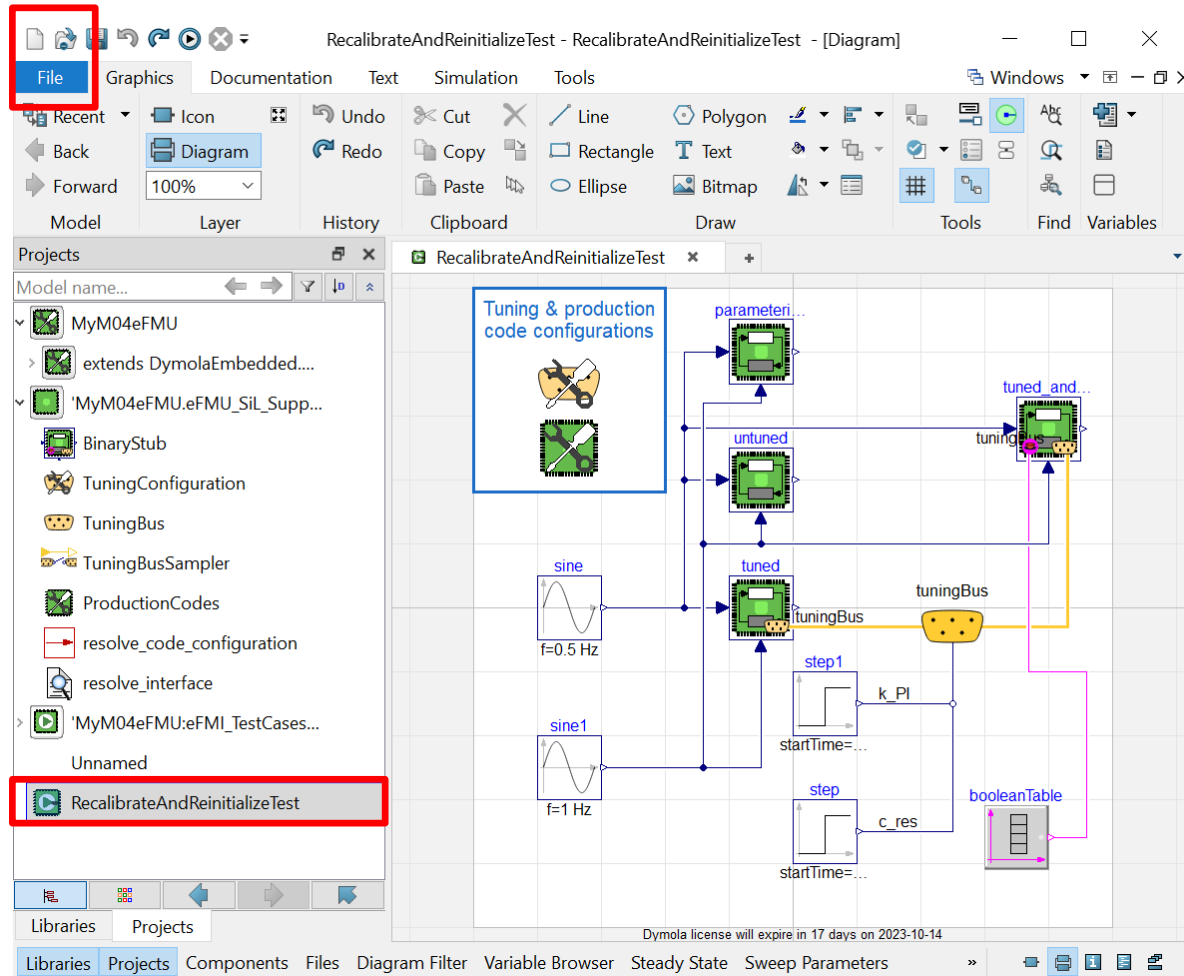 RecalibrateAndReinitializeTest - RecalibrateAndReinitializeTest - [Diagram]
File Graphics Documentation Text Simulation Tools Windows
Recent Icon Undo Cut Line Polygon
Back Diagram Redo Copy Rectangle Text
Forward 100% Paste Ellipse Bitmap
Model Layer History Clipboard Draw Tools Find Variables
Projects
Model name...
MyM04eFMU
extends DymolaEmbedded....
'MyM04eFMU.eFMU_SiL_Supp...
BinaryStub
TuningConfiguration
TuningBus
TuningBusSampler
ProductionCodes
resolve_code_configuration
resolve_interface
'MyM04eFMU:eFMI_TestCases...
Unnamed
RecalibrateAndReinitializeTest
Libraries Projects
RecalibrateAndReinitializeTest
Tuning & production
code configurations
parameteri...
tuned_and...
tuningBus
untuned
sine
f=0.5 Hz
tuned
tuningBus
tuningBus
step1
k_PI
startTime=...
sine1
f=1 Hz
step
c_res
startTime=...
booleanTable
Dymola license will expire in 17 days on 2023-10-14
Libraries Projects Components Files Diagram Filter Variable Browser Steady State Sweep Parameters »